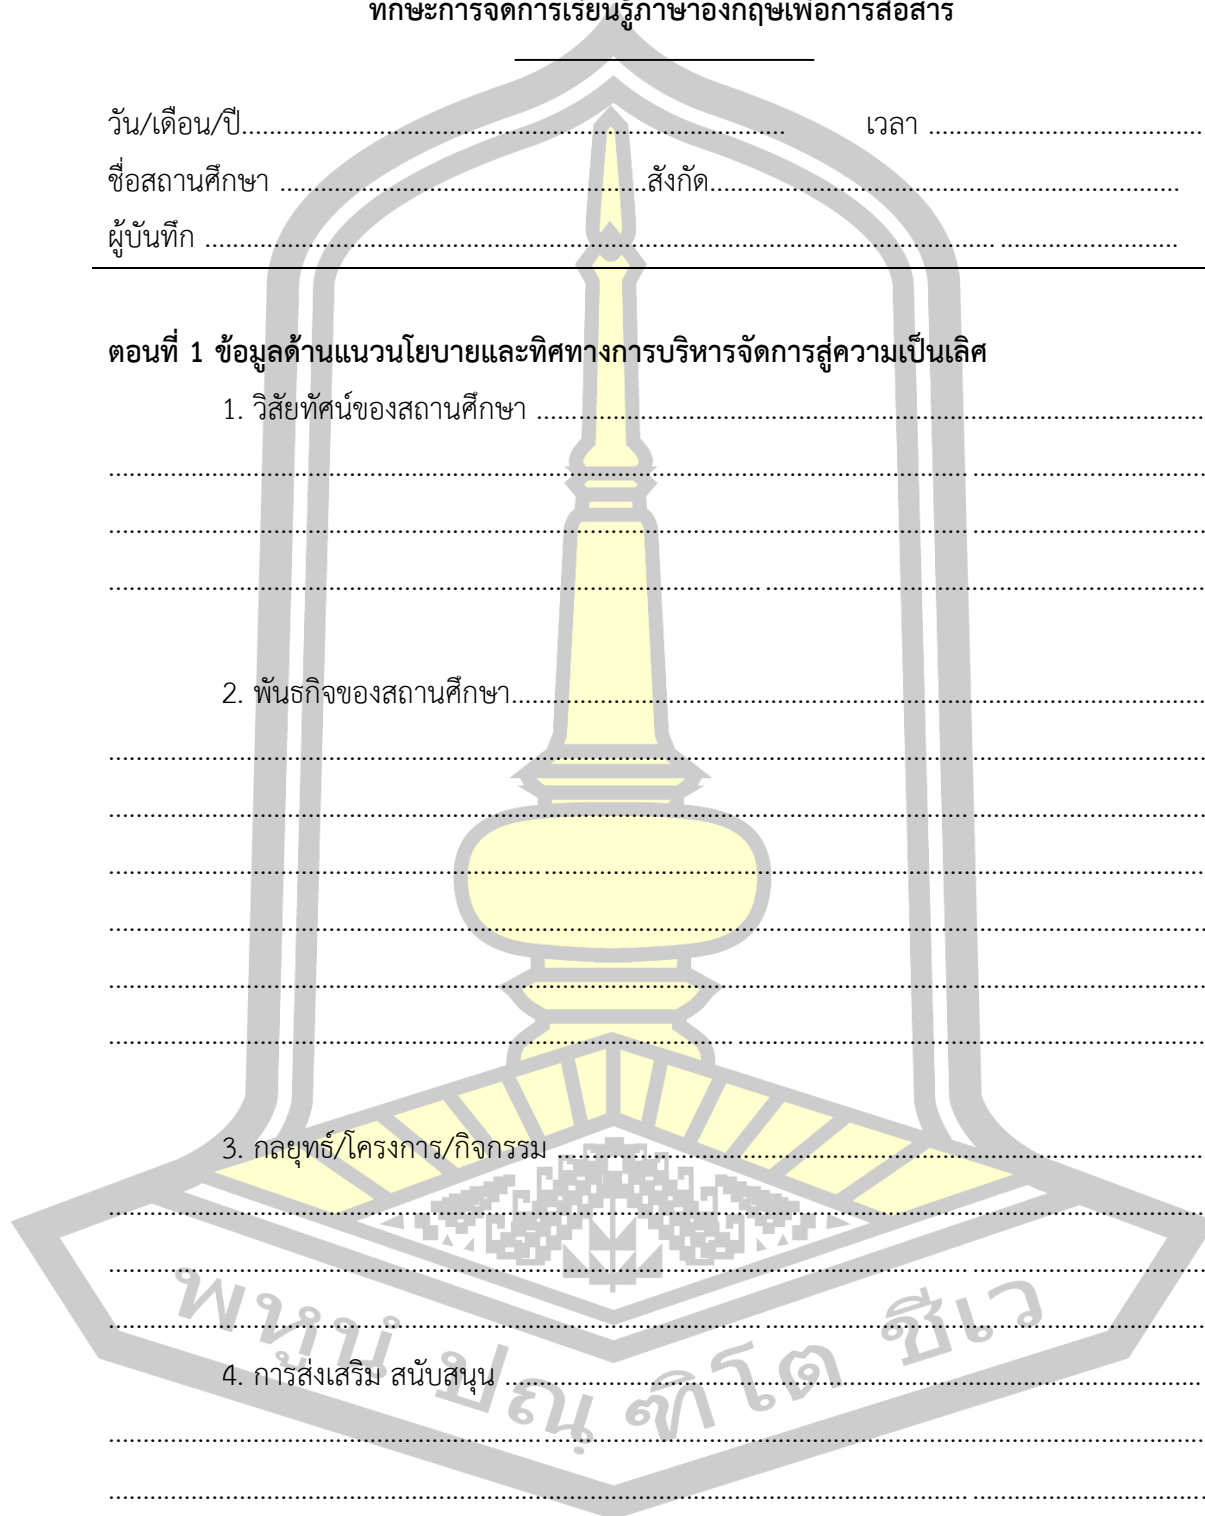 ทักษะการจัดการเรียนรู้ภาษาอังกฤษเพื่อการสื่อสาร
วัน/เดือน/ปี................................................................................ เวลา ........................................
ชื่อสถานศึกษา ......................................................สังกัด.....................................................................
ผู้บันทึก .................................................................................................................... ..........................
ตอนที่ 1 ข้อมูลด้านแนวนโยบายและทิศทางการบริหารจัดการสู่ความเป็นเลิศ
1. วิสัยทัศน์ของสถานศึกษา ..................................................................................................
2. พันธกิจของสถานศึกษา......................................................................................................
3. กลยุทธ์/โครงการ/กิจกรรม ...............................................................................................
4. การส่งเสริม สนับสนุน ......................................................................................................
พหูนํ ปณฺฑิโต ชีเว